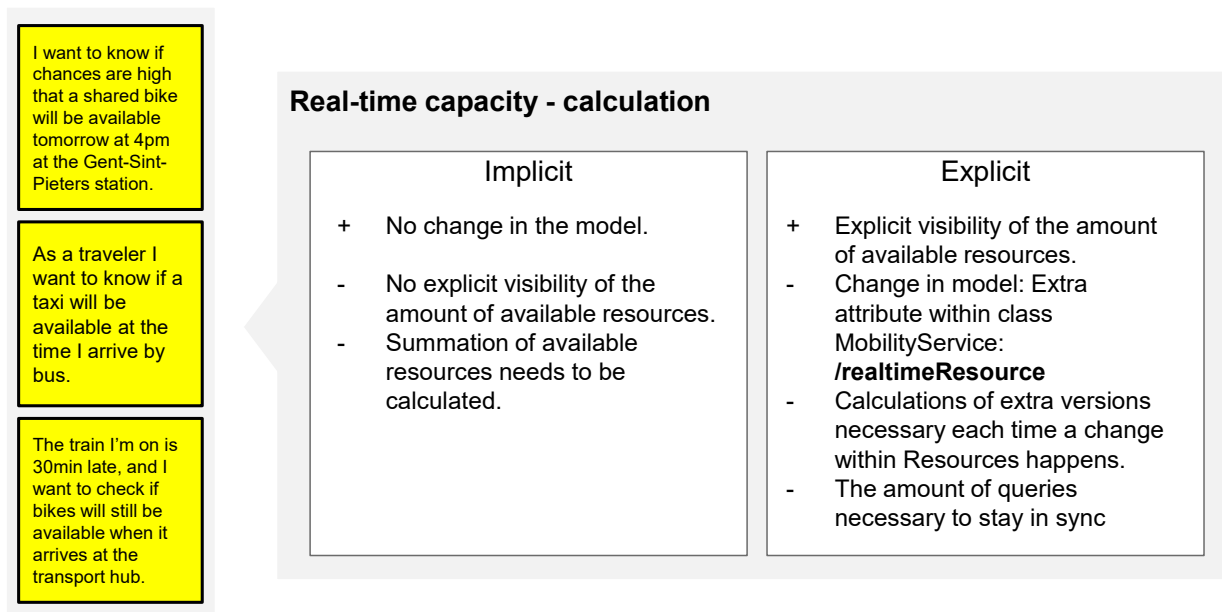 I want to know if
chances are high
that a shared bike
will be available
tomorrow at 4pm
at the Gent-Sint-
Pieters station.
As a traveler I
want to know if a
taxi will be
available at the
time I arrive by
bus.
The train I'm on is
30min late, and I
want to check if
bikes will still be
available when it
arrives at the
transport hub.
Real-time capacity - calculation
Implicit
+ No change in the model.
- No explicit visibility of the
amount of available resources.
- Summation of available
resources needs to be
calculated.
Explicit
+ Explicit visibility of the amount
of available resources.
- Change in model: Extra
attribute within class
MobilityService:
/realtimeResource
- Calculations of extra versions
necessary each time a change
within Resources happens.
- The amount of queries
necessary to stay in sync